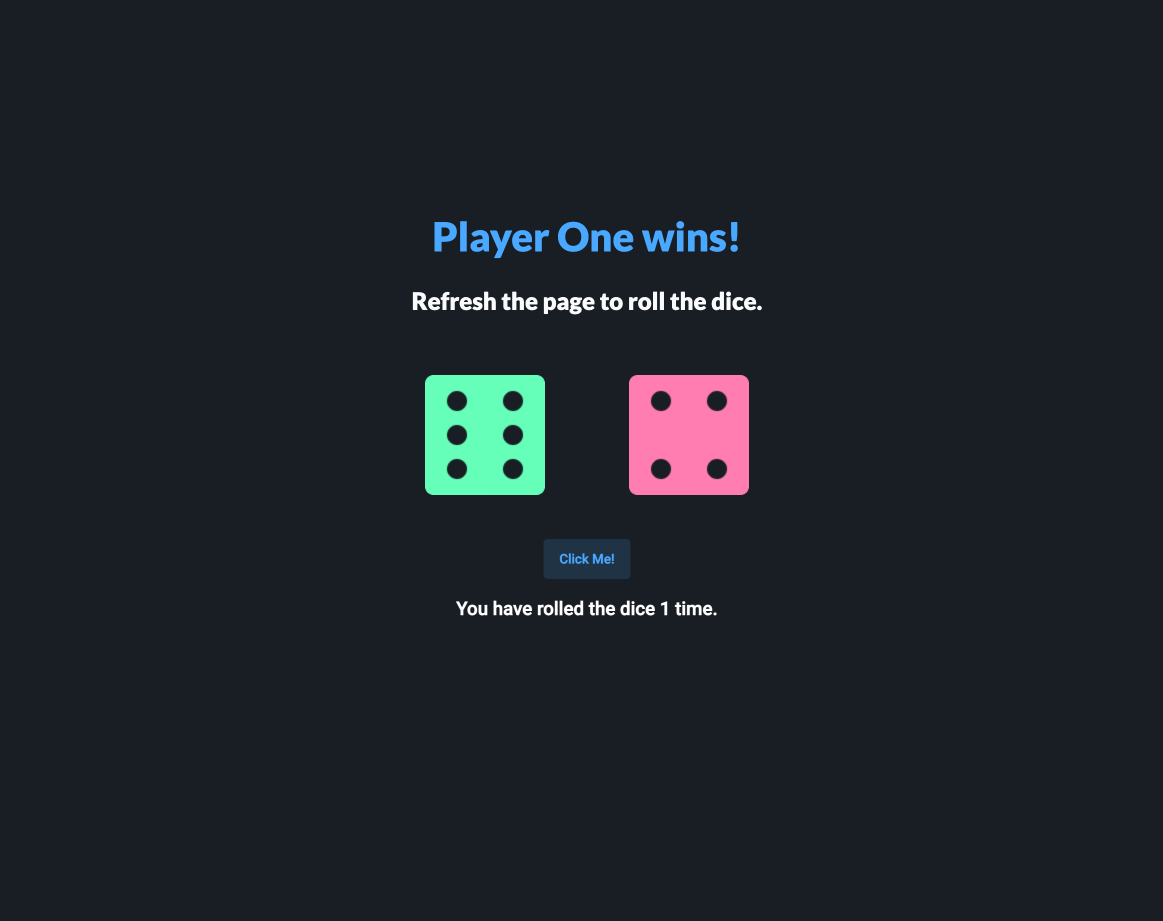 Player One wins!
Refresh the page to roll the dice.
Click Me!
You have rolled the dice 1 time.